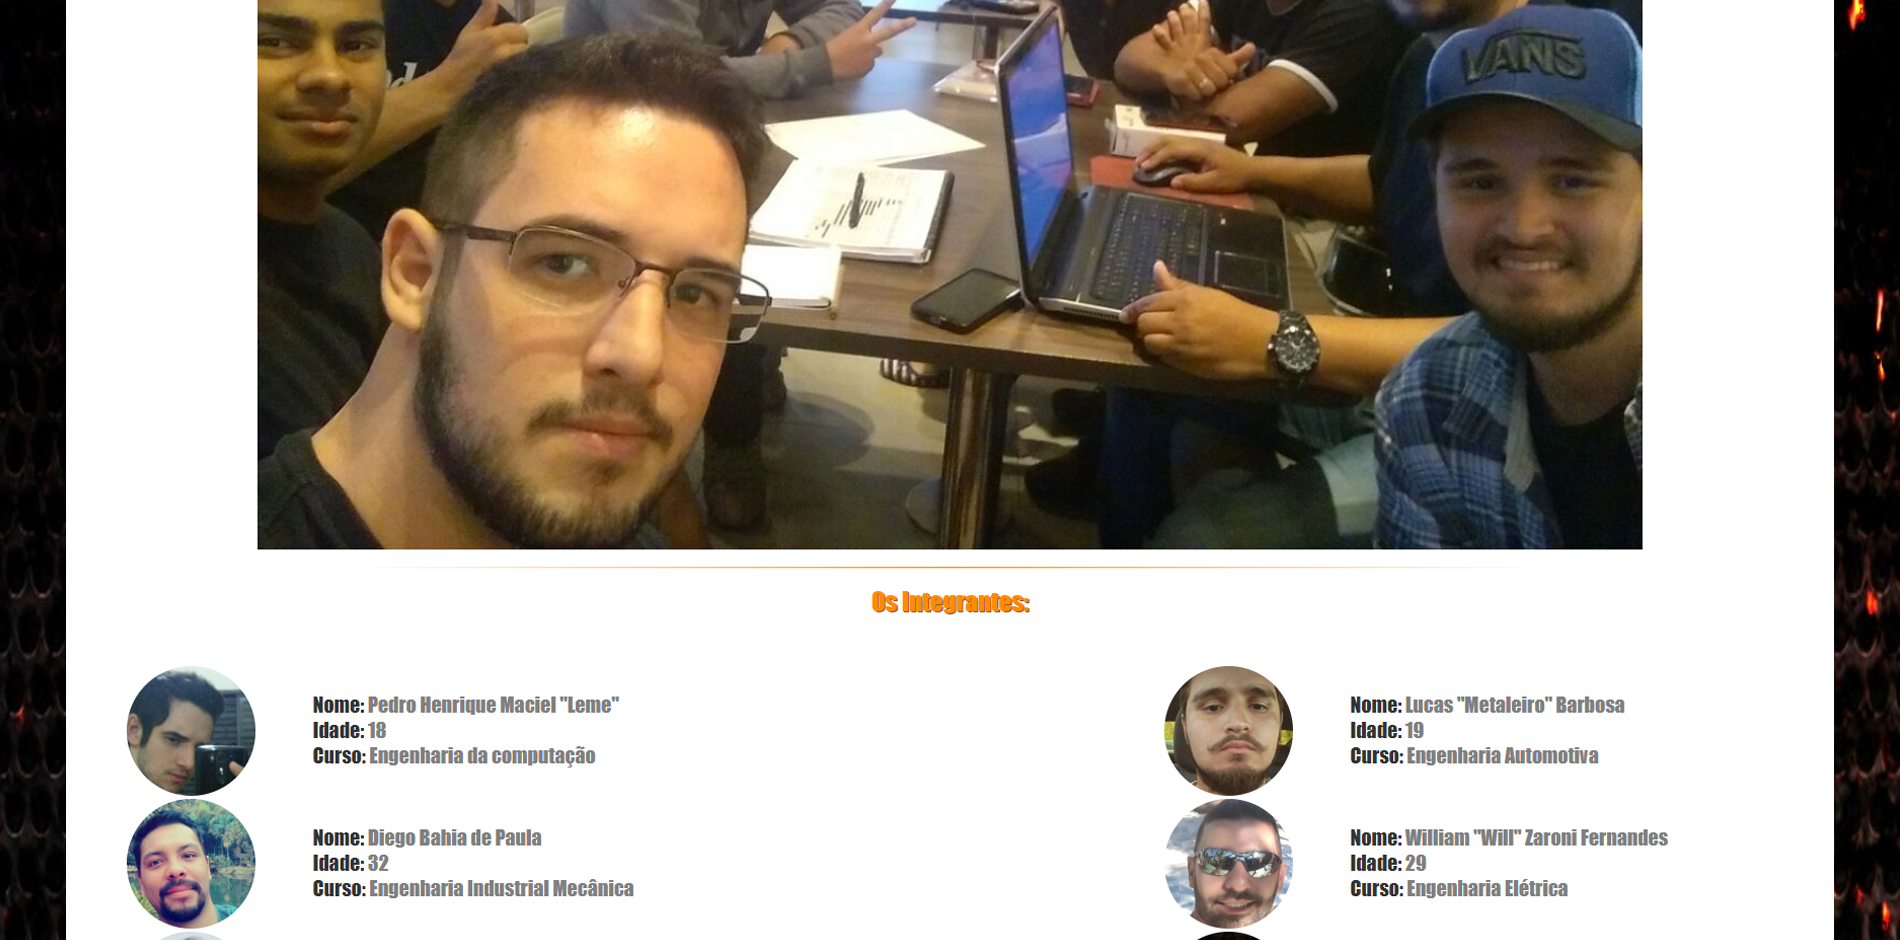 VANS
Os Integrantes:
Nome: Pedro Henrique Maciel "Leme"
Idade: 18
Curso: Engenharia da computação
Nome: Lucas "Metaleiro" Barbosa
Idade: 19
Curso: Engenharia Automotiva
Nome: Diego Bahia de Paula
Idade: 32
Curso: Engenharia Industrial Mecânica
Nome: William "Will" Zaroni Fernandes
Idade: 29
Curso: Engenharia Elétrica